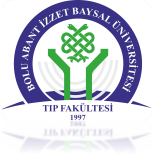 BOLU ABANT İZZET BAYSAL ÜNİVERSİTESİ
TIP FAKÜLTESİ
1997